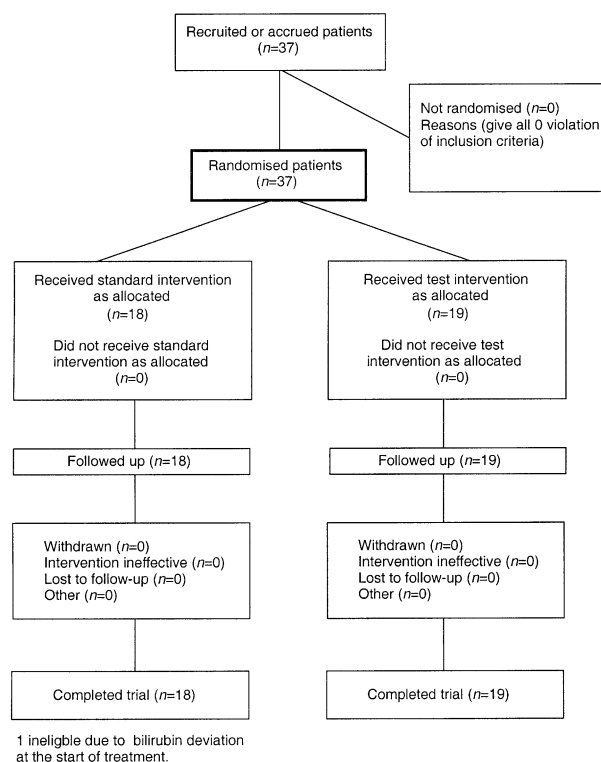 Recruited or accrued patients
(n=37)
Not randomised (n=0)
Reasons (give all 0 violation
of inclusion criteria)
Randomised patients
(n=37)
Received standard intervention
as allocated
(n=18)
Did not receive standard
intervention as allocated
(n=0)
Received test intervention
as allocated
(n=19)
Did not receive test
intervention as allocated
(n=0)
Followed up (n=18)
Followed up (n=19)
Withdrawn (n=0)
Intervention ineffective (n=0)
Lost to follow-up (n=0)
Other (n=0)
Withdrawn (n=0)
Intervention ineffective (n=0)
Lost to follow-up (n=0)
Other (n=0)
Completed trial (n=18)
Completed trial (n=19)
1 ineligble due to bilirubin deviation
at the start of treatment.